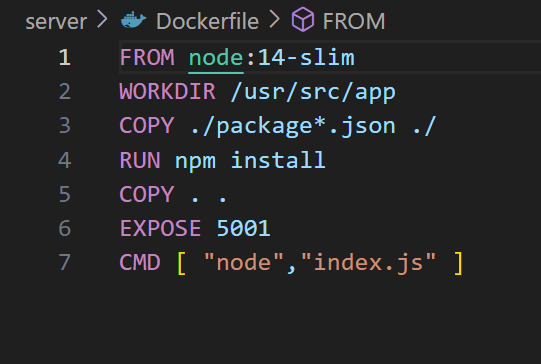 server > Dockerfile > FROM
1 FROM node:14-slim
2 WORKDIR /usr/src/app
3 COPY ./package*.json ./
4 RUN npm install
5 COPY . .
6 EXPOSE 5001
7 CMD [ "node","index.js" ]